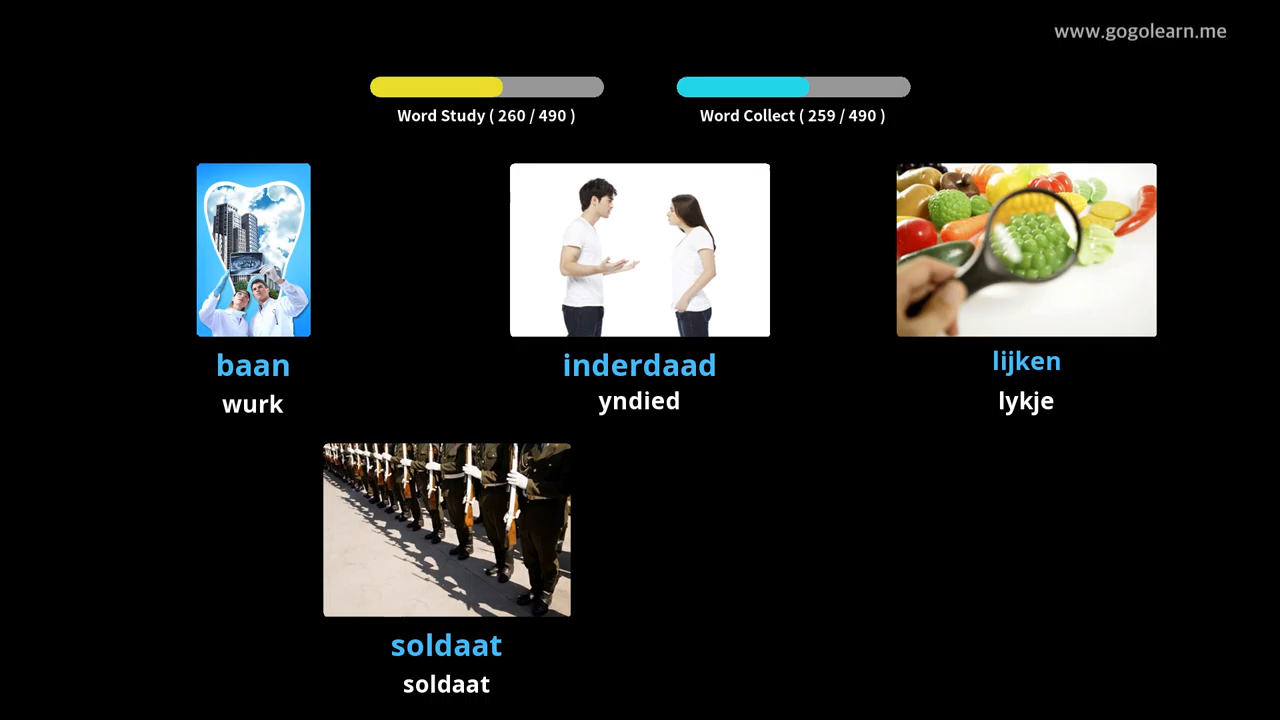 www.gogolearn.me
Word Study ( 260 / 490 )
Word Collect ( 259 / 490 )
baan
wurk
inderdaad
yndied
lijken
lykje
soldaat
soldaat